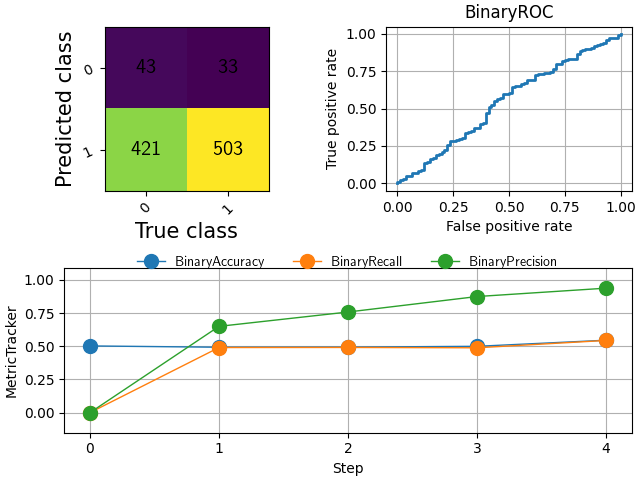 Predicted class
0
1
43 33
421 503
0 1
True class
BinaryROC
True positive rate
1.00
0.75
0.50
0.25
0.00
0.00 0.25 0.50 0.75 1.00
False positive rate
BinaryAccuracy BinaryRecall BinaryPrecision
MetricTracker
1.00
0.75
0.50
0.25
0.00
0 1 2 3 4
Step